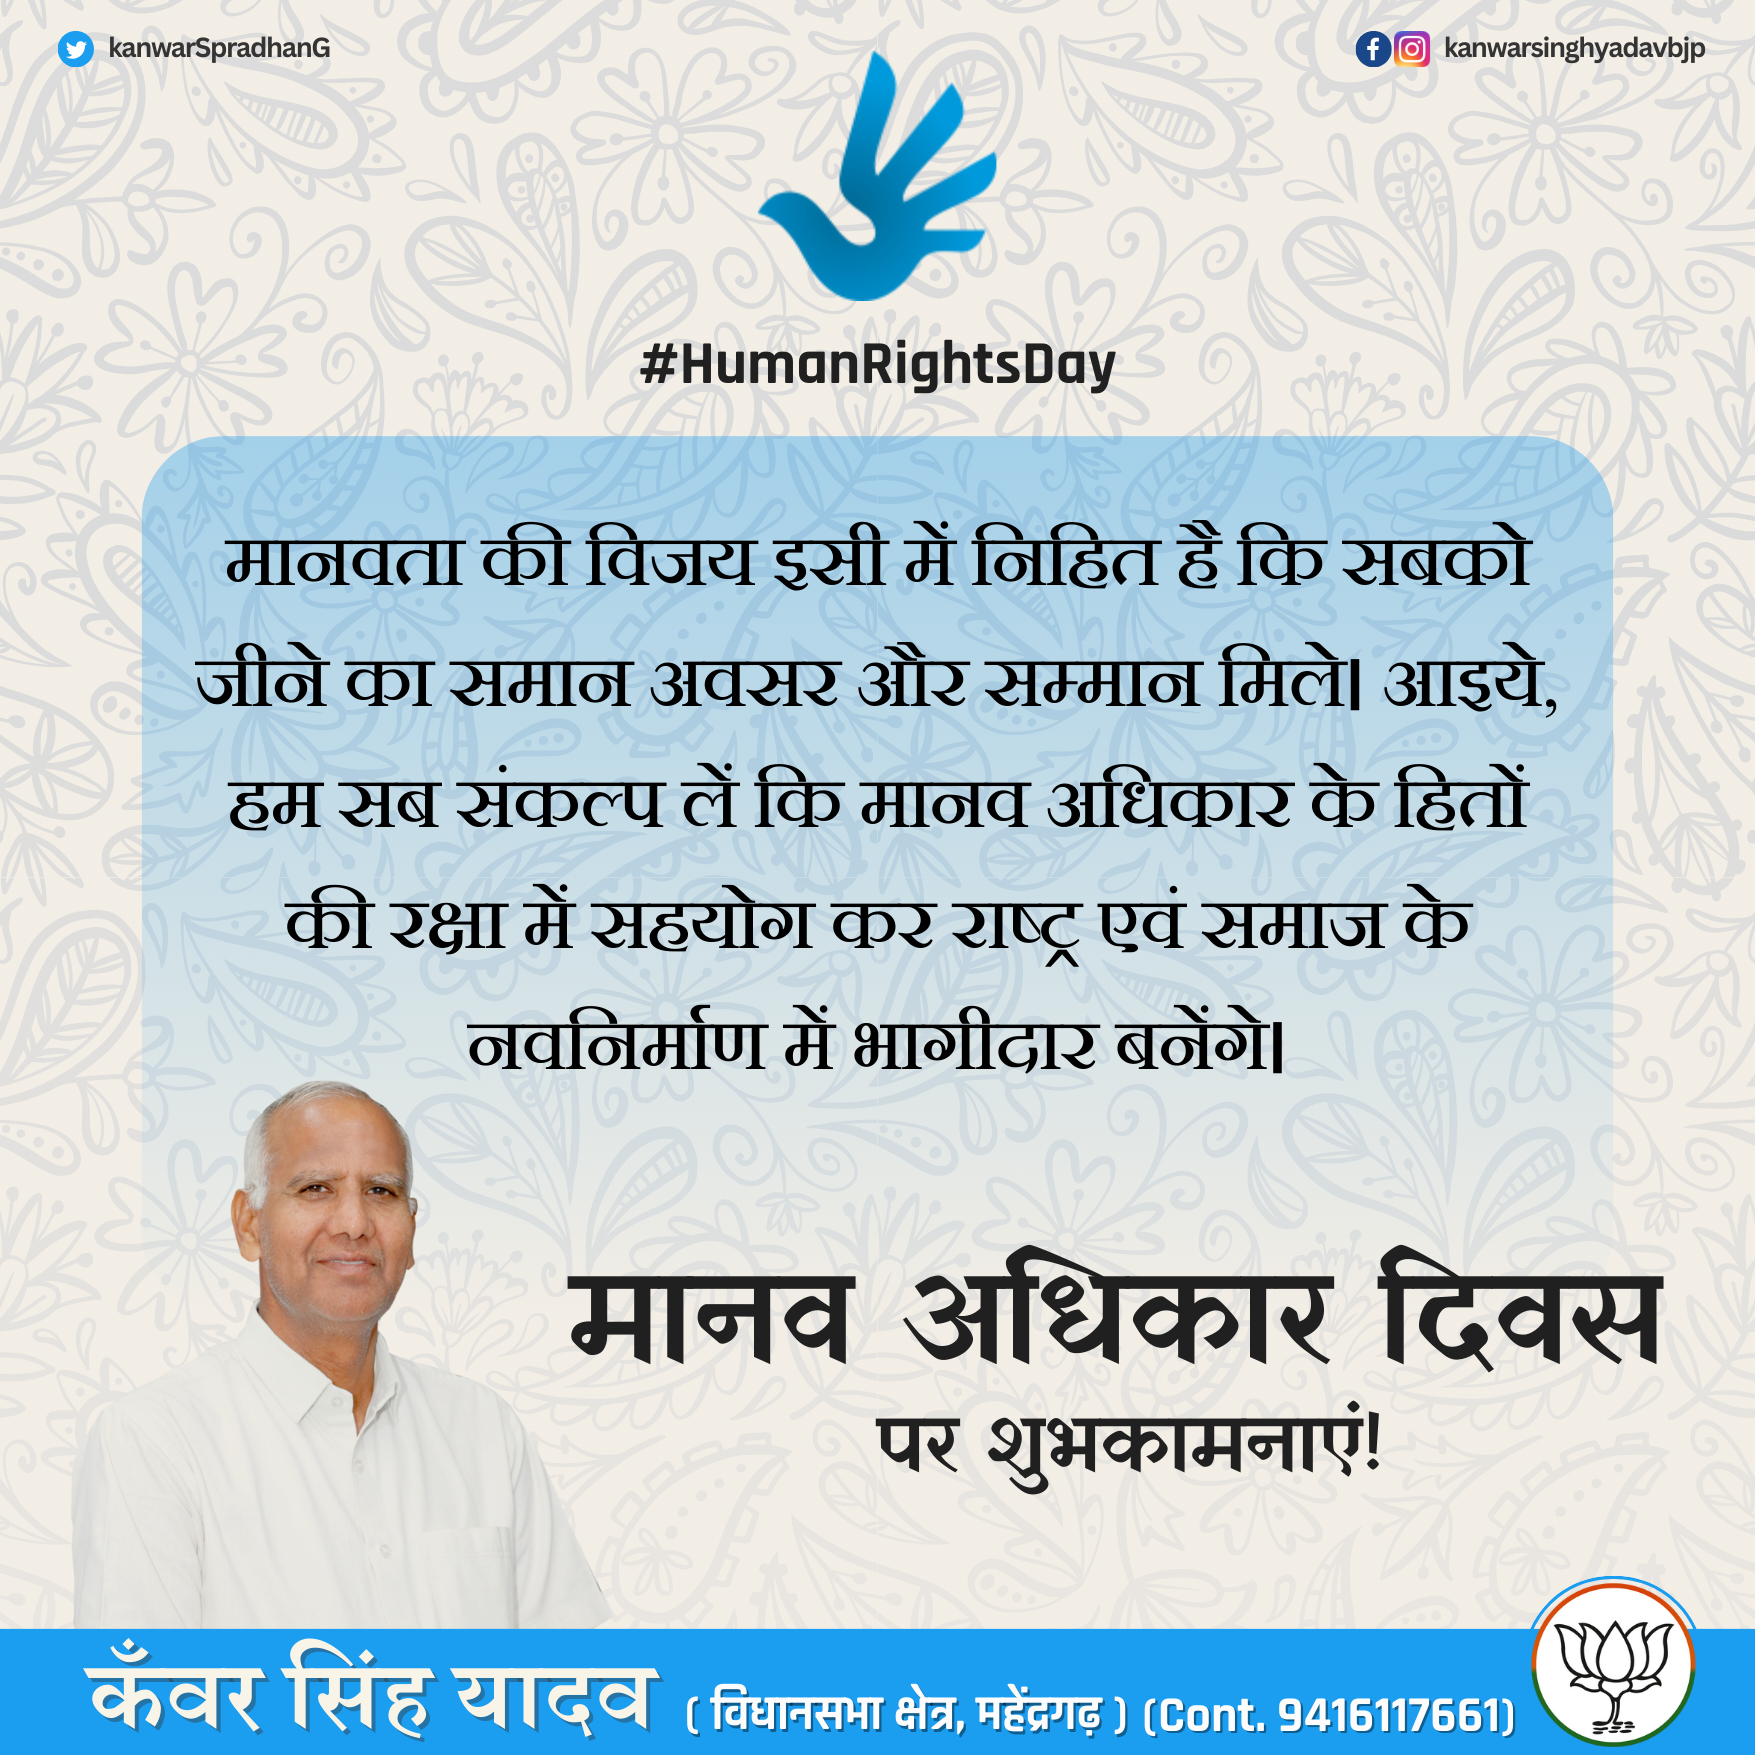 kanwarSpradhanG
kanwarsinghyadavbjp
#HumanRightsDay
मानवता की विजय इसी में निहित है कि सबको
जीने का समान अवसर और सम्मान मिले। आइये,
हम सब संकल्प लें कि मानव अधिकार के हितों
की रक्षा में सहयोग कर राष्ट्र एवं समाज के
नवनिर्माण में भागीदार बनेंगे।
मानव अधिकार दिवस
पर शुभकामनाएं!
कँवर सिंह यादव ( विधानसभा क्षेत्र, महेंद्रगढ़ ) (Cont. 9416117661)